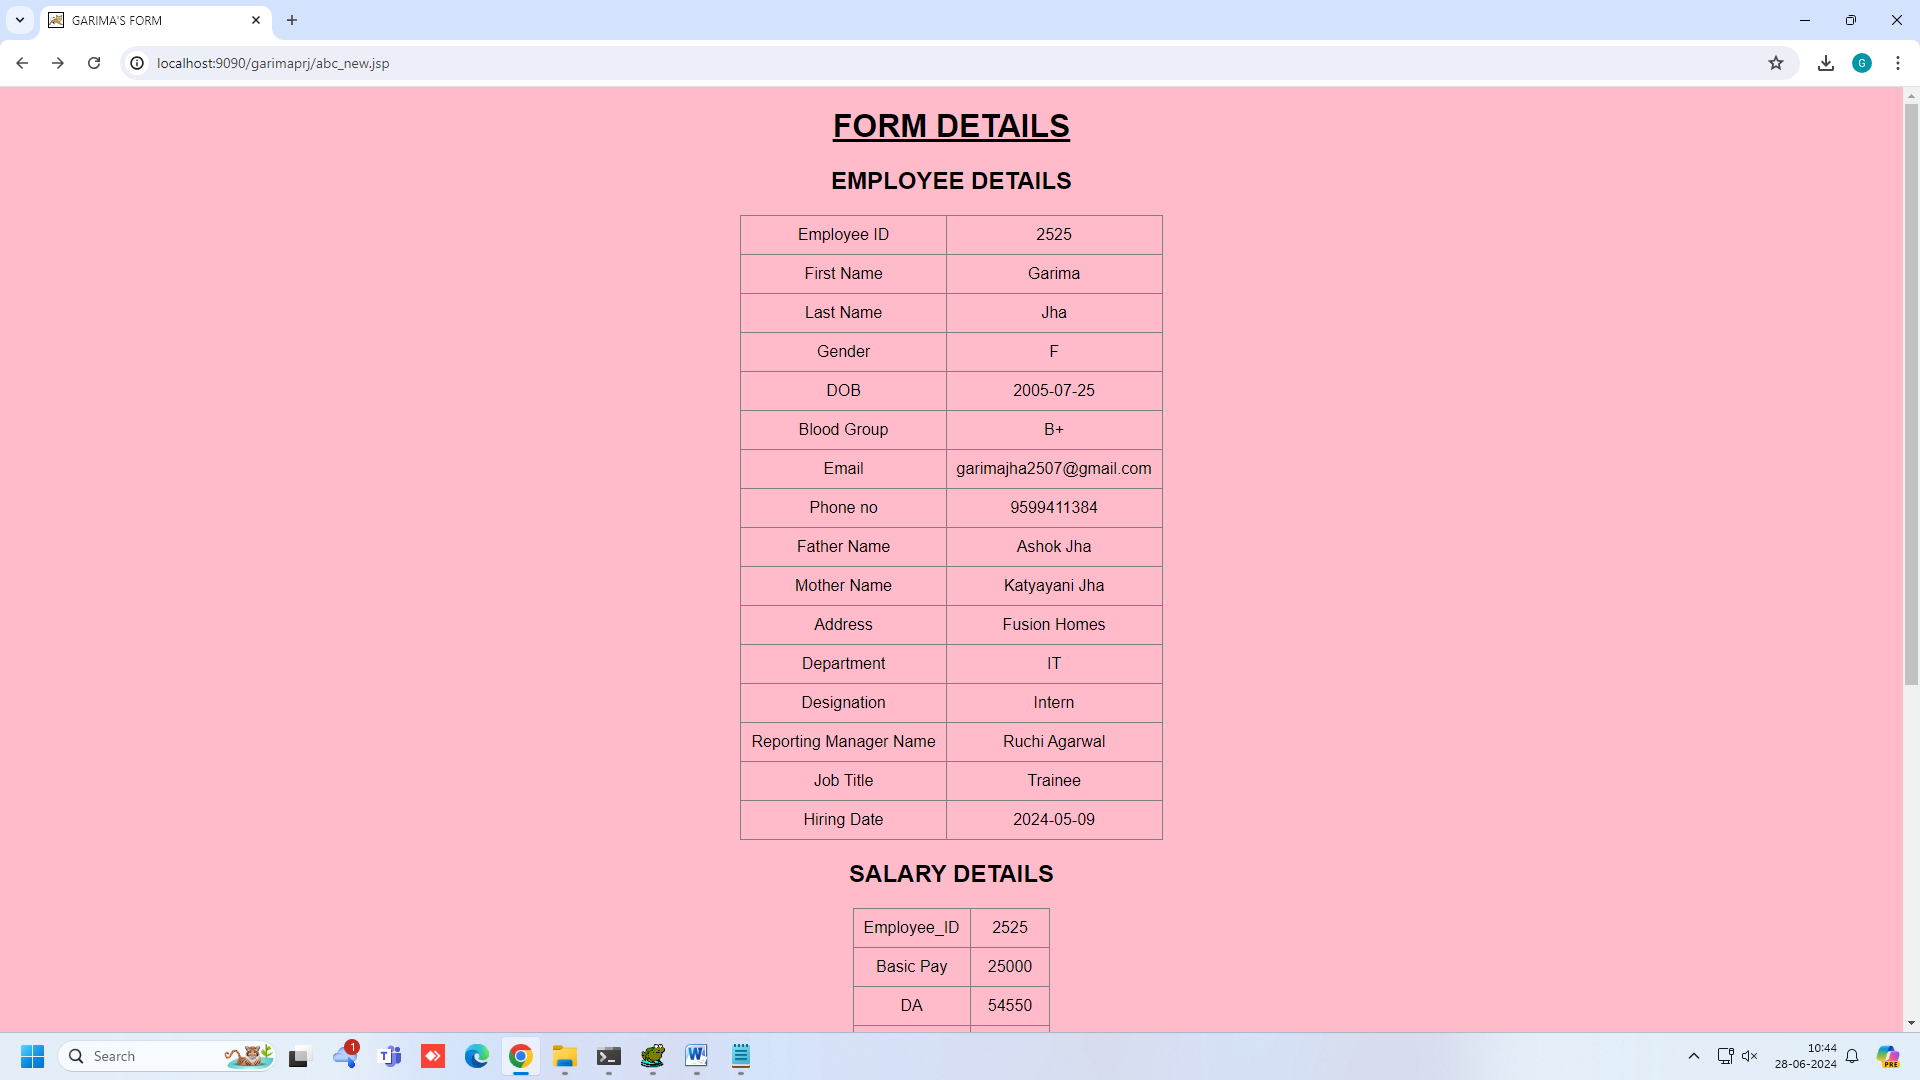 GARIMA'S FORM
localhost:9090/garimaprj/abc_new.jsp
G
FORM DETAILS
EMPLOYEE DETAILS
Employee ID 2525
First Name Garima
Last Name Jha
Gender F
DOB 2005-07-25
Blood Group B+
Email garimajha2507@gmail.com
Phone no 9599411384
Father Name Ashok Jha
Mother Name Katyayani Jha
Address Fusion Homes
Department IT
Designation Intern
Reporting Manager Name Ruchi Agarwal
Job Title Trainee
Hiring Date 2024-05-09
SALARY DETAILS
Employee_ID 2525
Basic Pay 25000
DA 54550
Search
1
10:44
28-06-2024
PRE